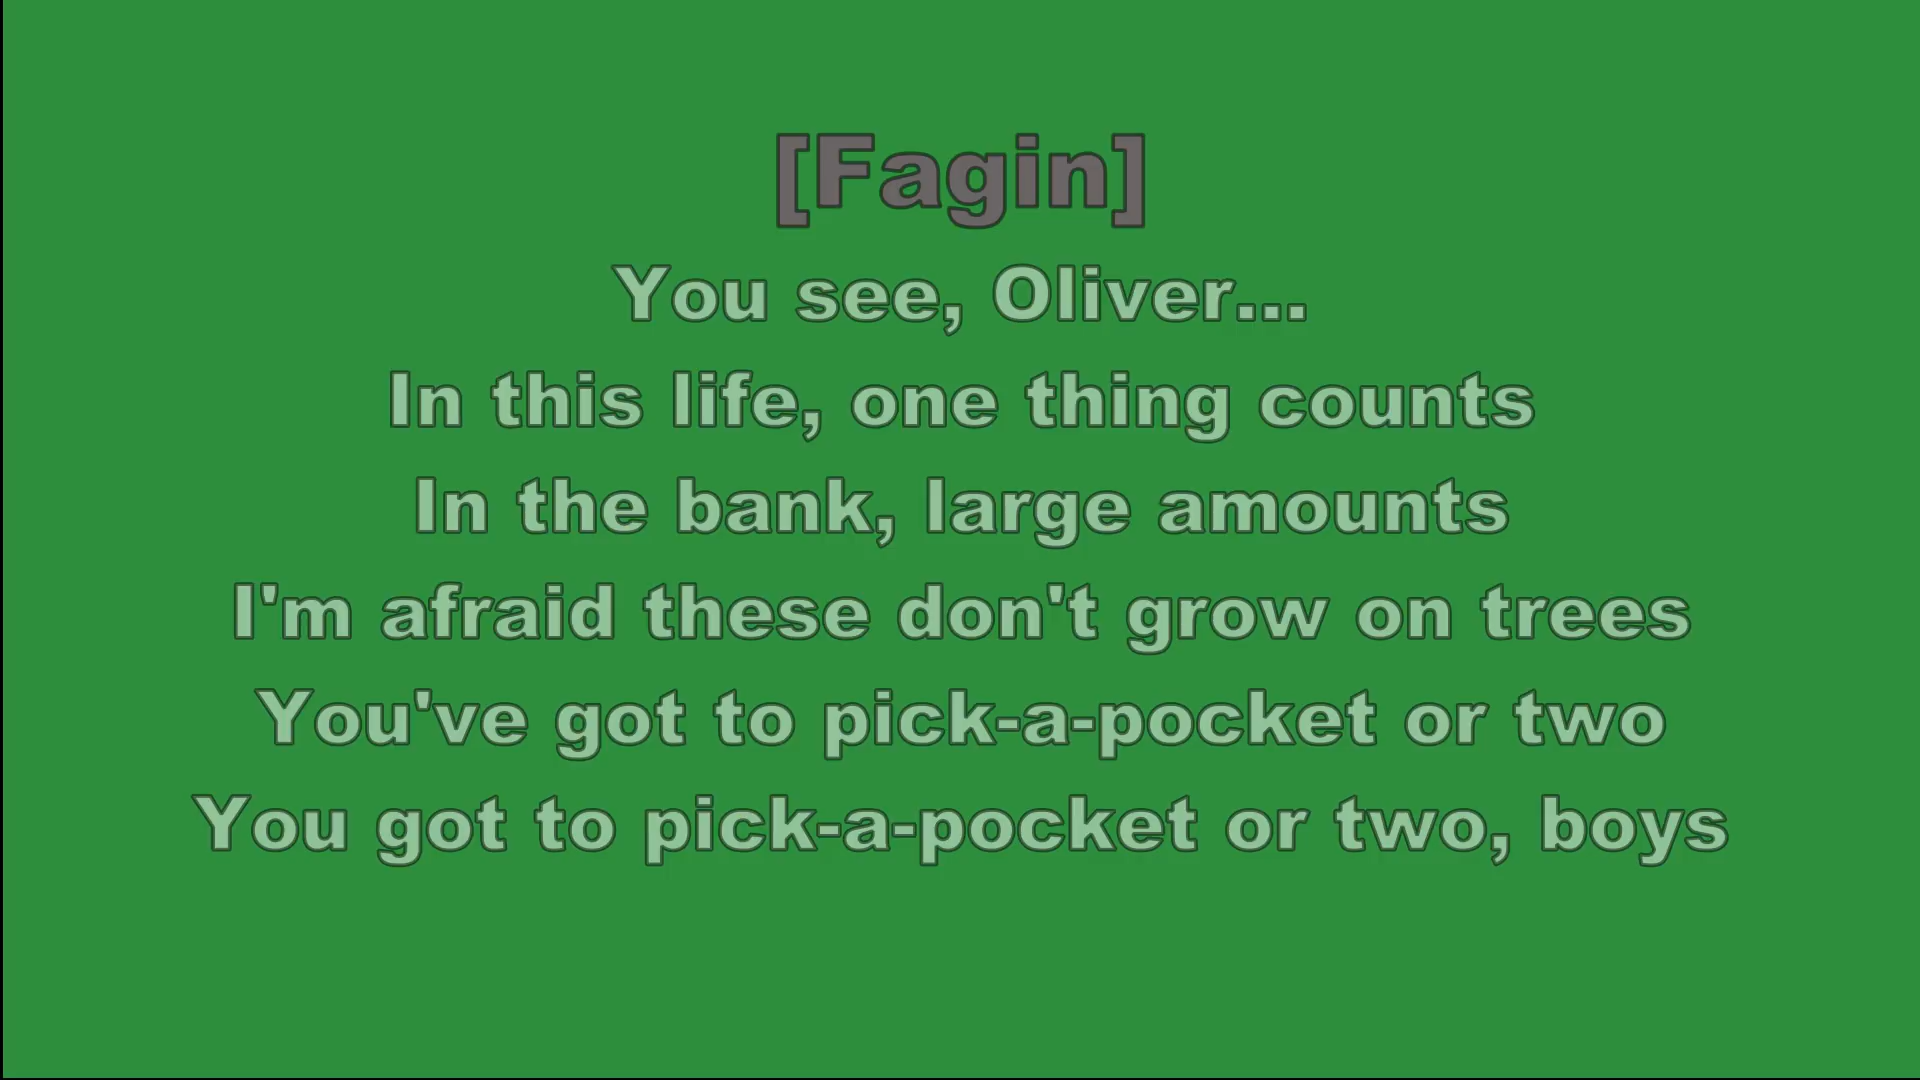 [Fagin]
You see, Oliver...
In this life, one thing counts
In the bank, large amounts
I'm afraid these don't grow on trees
You've got to pick-a-pocket or two
You got to pick-a-pocket or two, boys